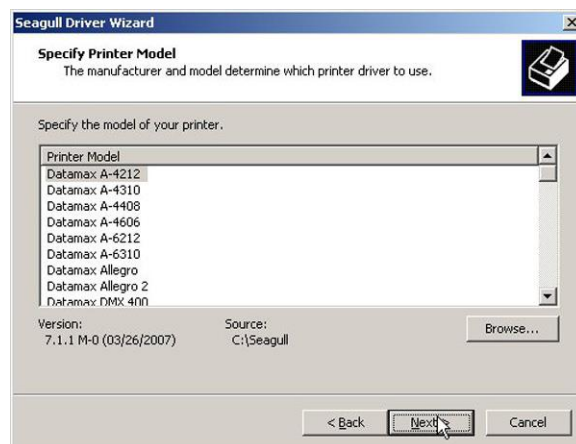 Seagull Driver Wizard
Specify Printer Model
The manufacturer and model determine which printer driver to use.
Specify the model of your printer.
Printer Model
Datamax A-4212
Datamax A-4310
Datamax A-4408
Datamax A-4606
Datamax A-6212
Datamax A-6310
Datamax Allegro
Datamax Allegro 2
Datamax DMX 400
Version: Source:
7.1.1 M-0 (03/26/2007) C:\Seagull
Browse...
< Back Next > Cancel